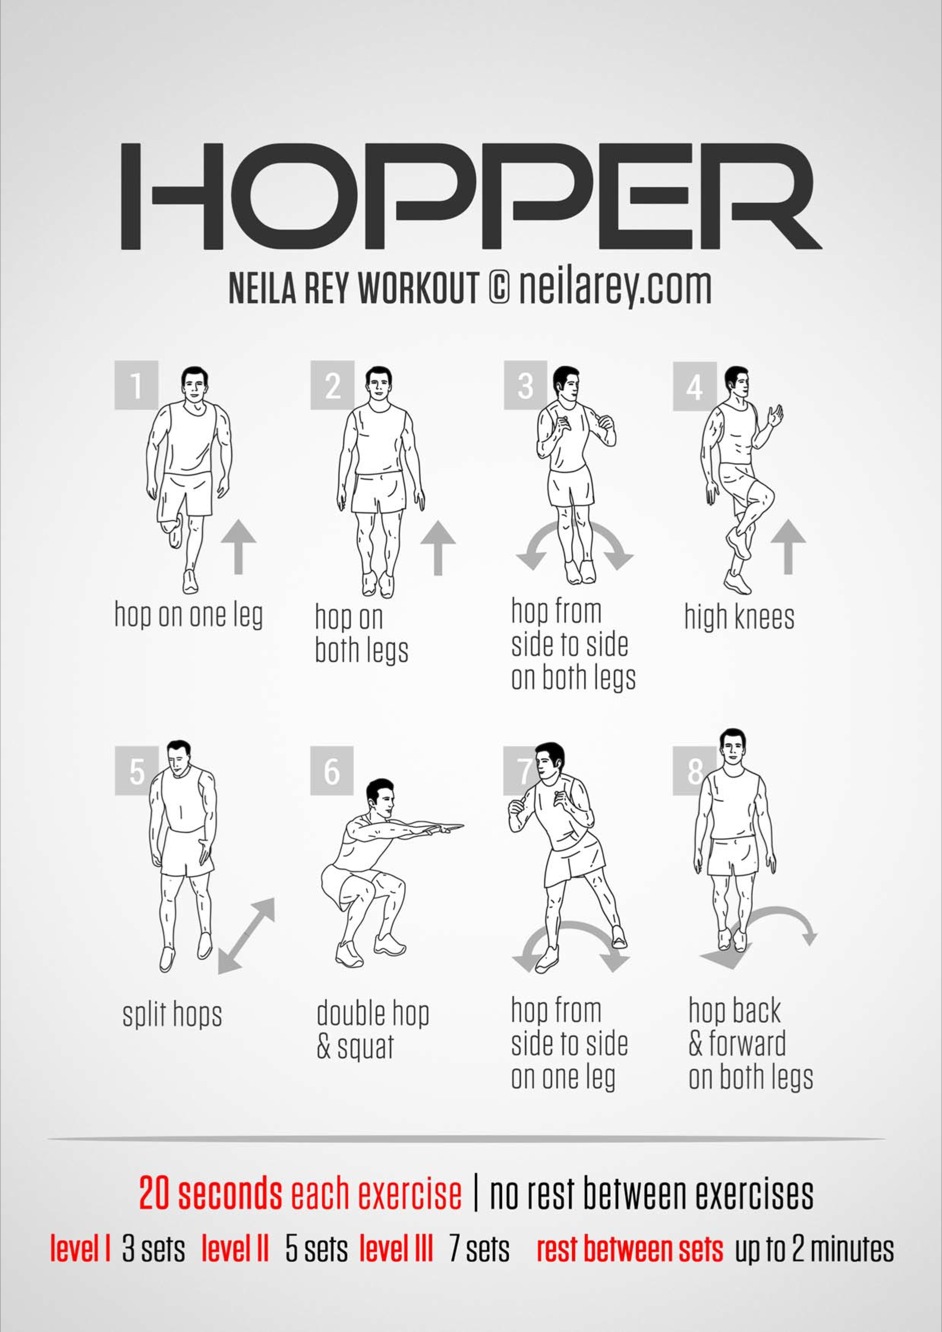 HOPPER
NEILA REY WORKOUT © neilarey.com
1
hop on one leg
2
hop on
both legs
3
hop from
side to side
on both legs
4
high knees
5
split hops
6
double hop
& squat
7
hop from
side to side
on one leg
8
hop back
& forward
on both legs
20 seconds each exercise | no rest between exercises
level I 3 sets level II 5 sets level III 7 sets rest between sets up to 2 minutes